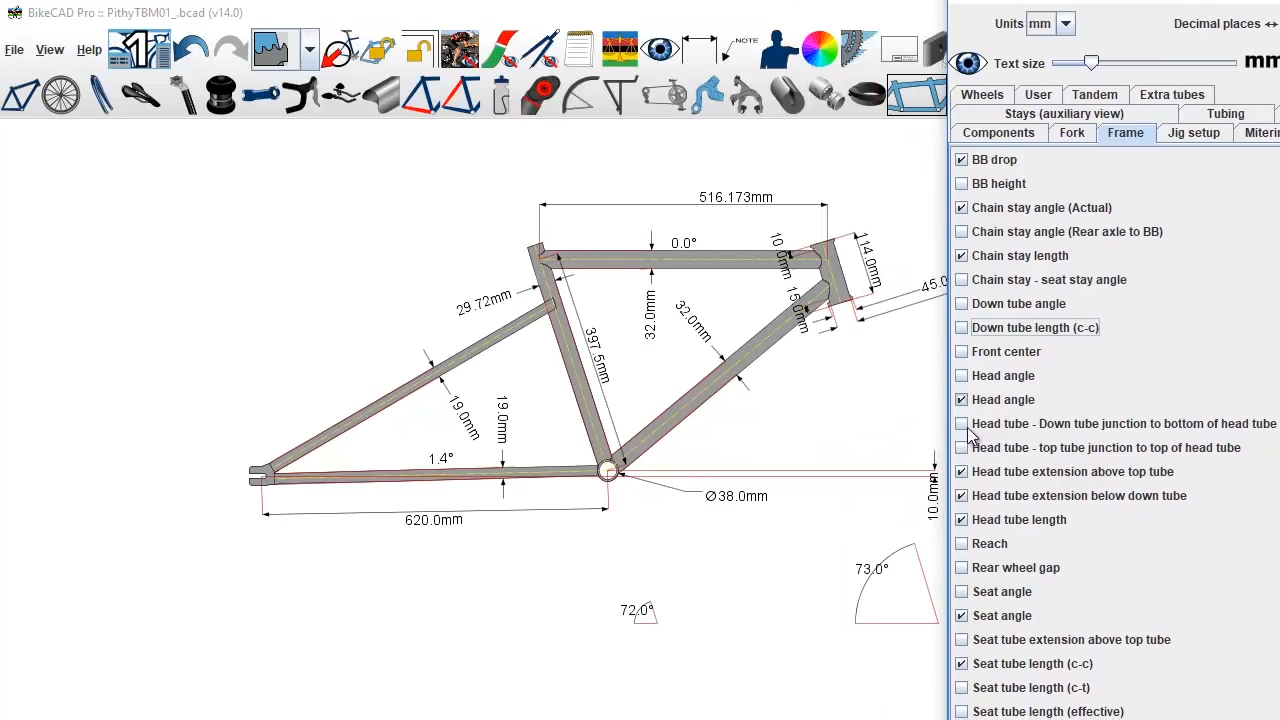 BikeCAD Pro :: PithyTBM01_.bcad (v14.0)
File View Help
1
NOTE
Units mm
Decimal places
Text size
mm
Wheels User Tandem Extra tubes
Stays (auxiliary view) Tubing
Components Fork Frame Jig setup Miterin
BB drop
BB height
Chain stay angle (Actual)
Chain stay angle (Rear axle to BB)
Chain stay length
Chain stay - seat stay angle
Down tube angle
Down tube length (c-c)
Front center
Head angle
Head angle
Head tube - Down tube junction to bottom of head tube
Head tube - top tube junction to top of head tube
Head tube extension above top tube
Head tube extension below down tube
Head tube length
Reach
Rear wheel gap
Seat angle
Seat angle
Seat tube extension above top tube
Seat tube length (c-c)
Seat tube length (c-t)
Seat tube length (effective)
516.173mm
0.0°
10.0mm
114.0mm
45.0
15.0mm
29.72mm
32.0mm
32.0mm
397.5mm
19.0mm
19.0mm
1.4°
Ø38.0mm
10.0mm
620.0mm
73.0°
72.0°